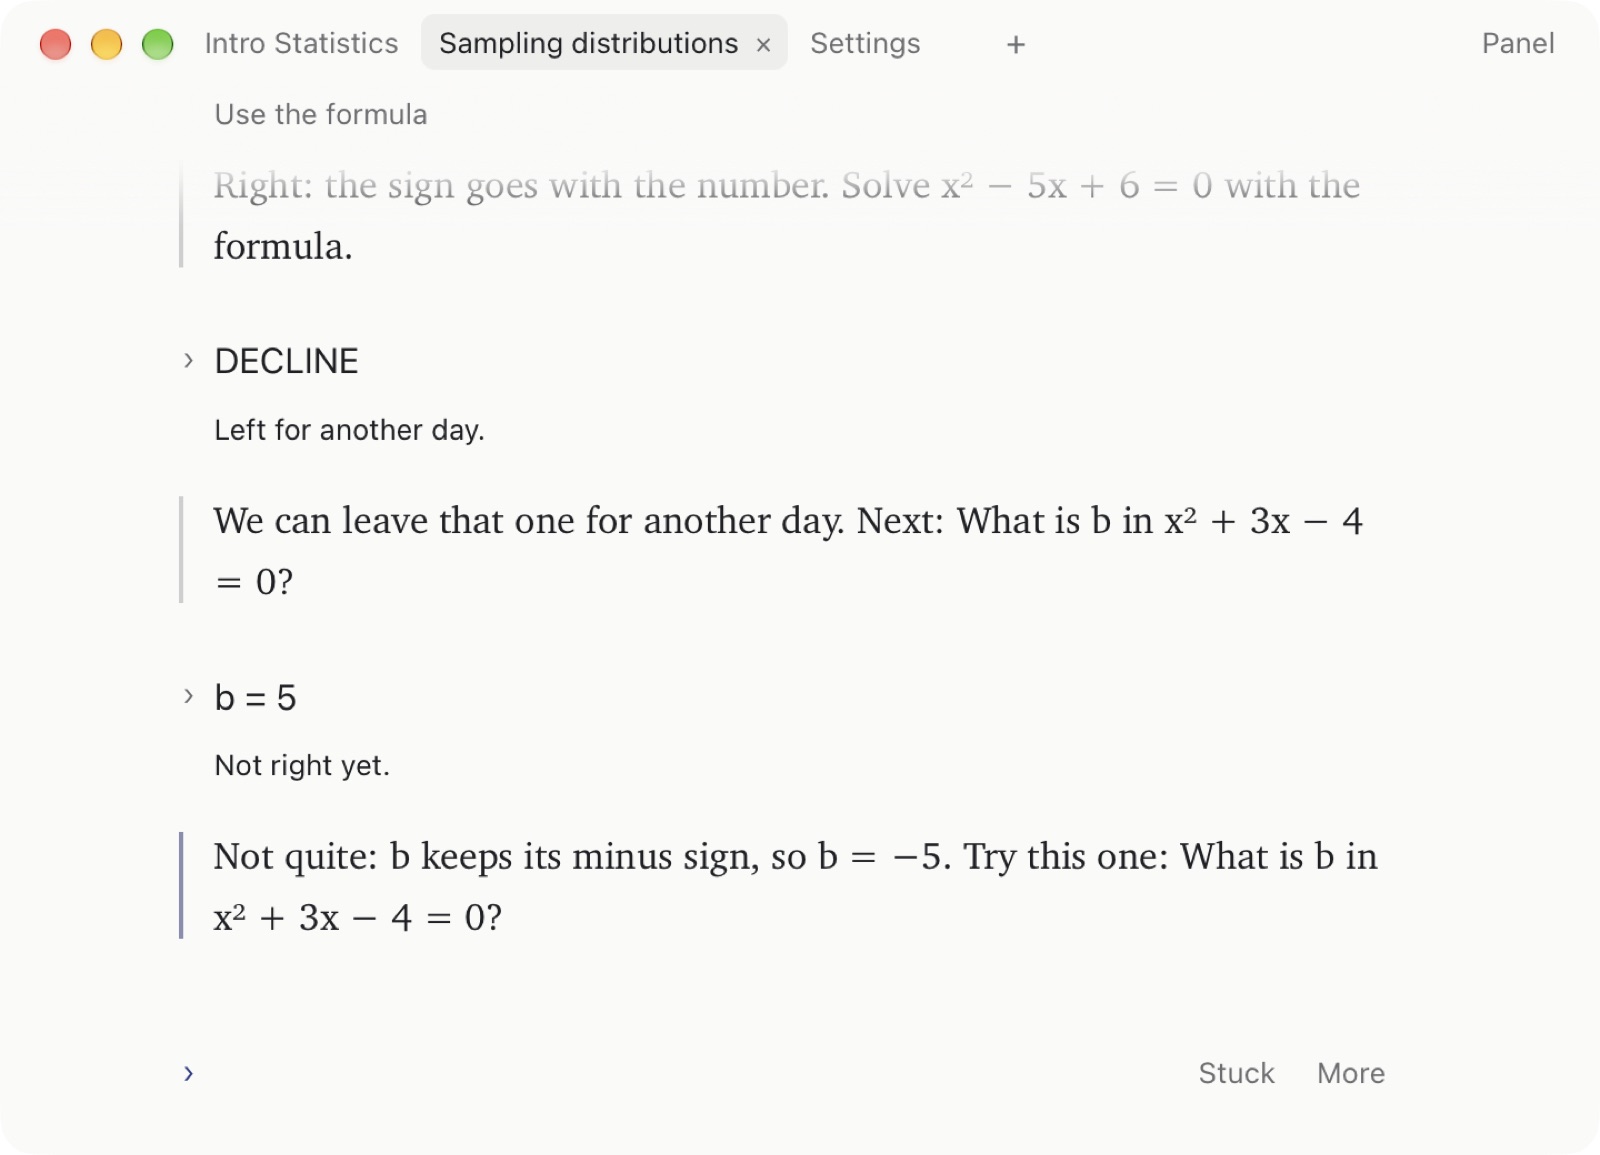 Intro Statistics
Sampling distributions ×
Settings
+
Panel
Use the formula
Right: the sign goes with the number. Solve x² − 5x + 6 = 0 with the
formula.
› DECLINE
Left for another day.
We can leave that one for another day. Next: What is b in x² + 3x − 4
= 0?
› b = 5
Not right yet.
Not quite: b keeps its minus sign, so b = −5. Try this one: What is b in
x² + 3x − 4 = 0?
›
Stuck
More